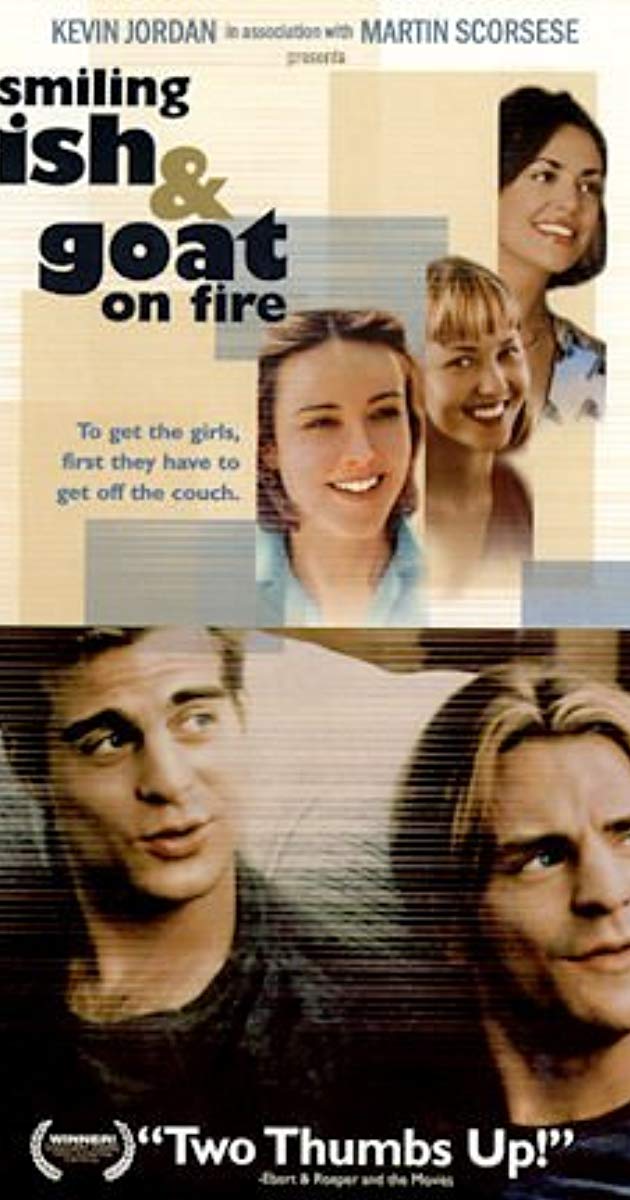 KEVIN JORDAN in association with MARTIN SCORSESE
presents
smiling
ish
&
goat
on fire
To get the girls,
first they have to
get off the couch.
WINNER!
"Two Thumbs Up!"
-Ebert & Roeper and the Movies